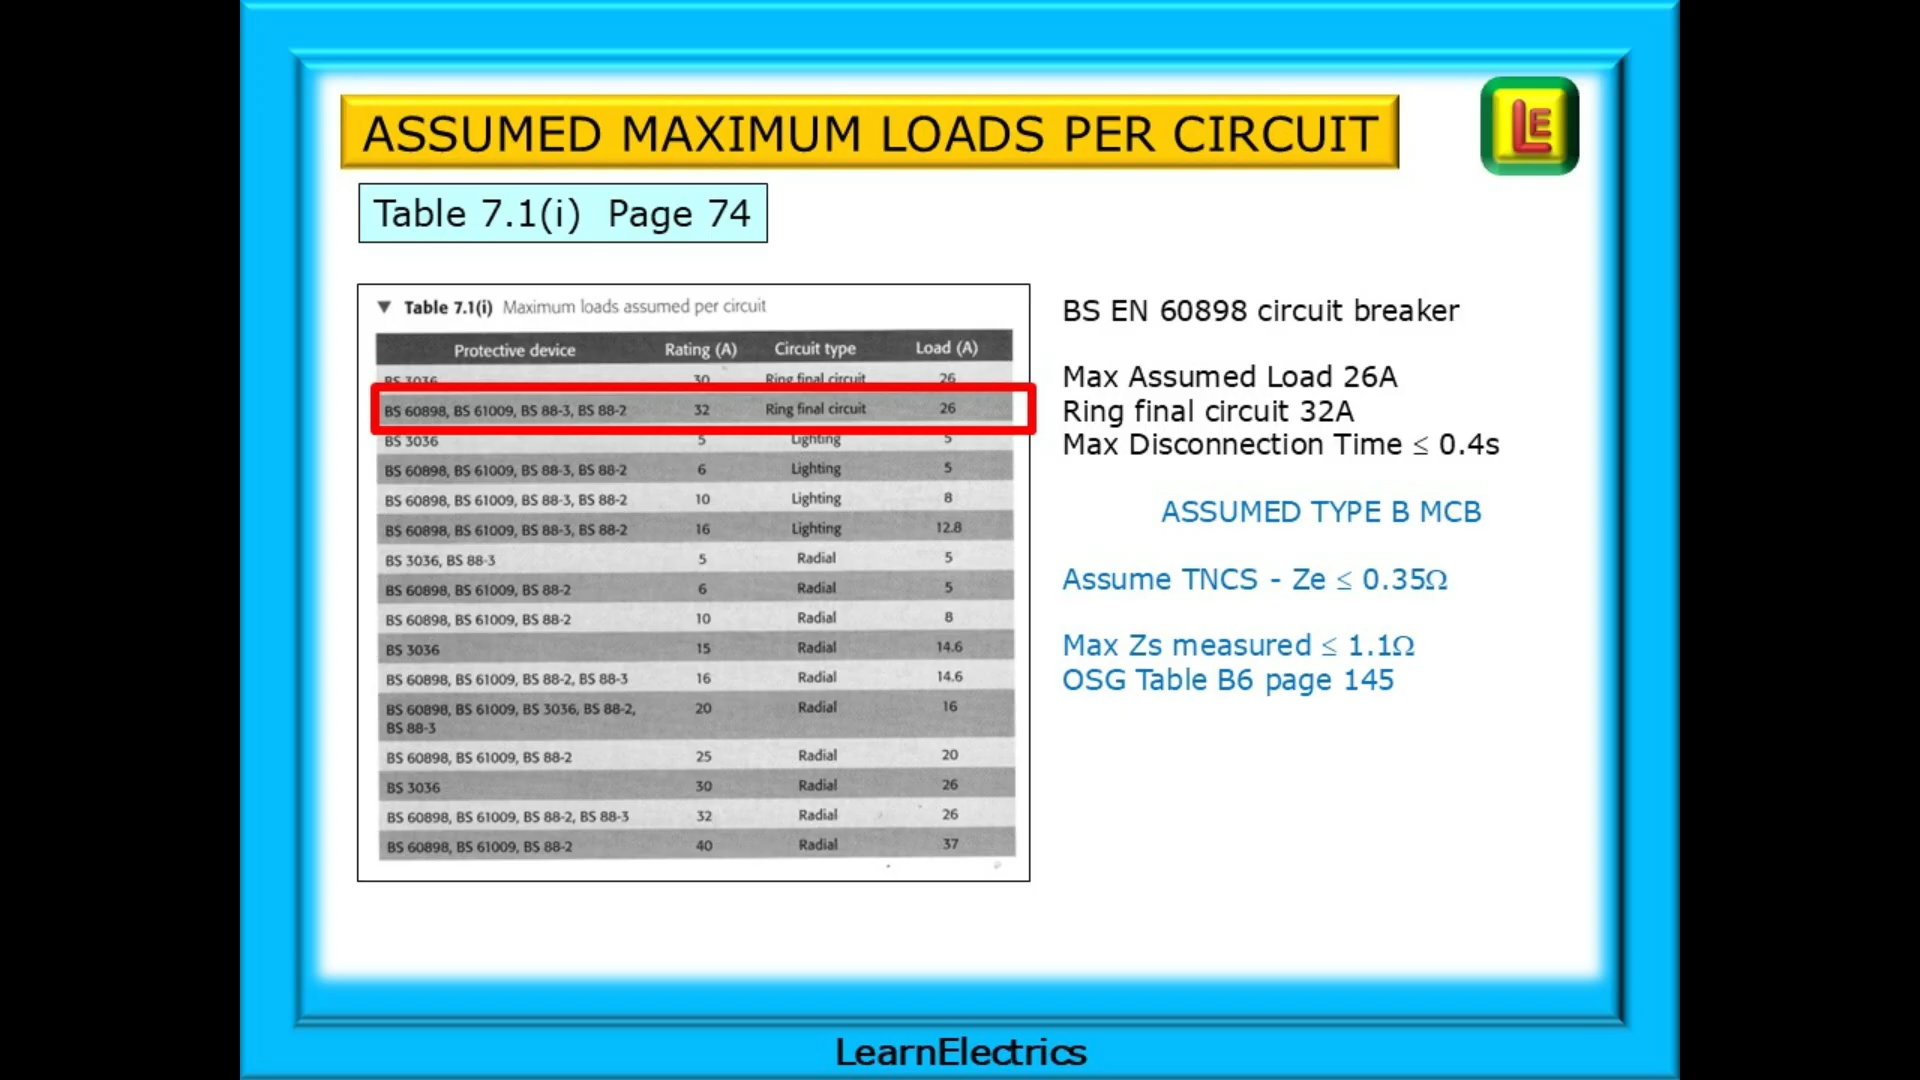 ASSUMED MAXIMUM LOADS PER CIRCUIT
LE
Table 7.1(i) Page 74
▼ Table 7.1(i) Maximum loads assumed per circuit
Protective device Rating (A) Circuit type Load (A)
BS 3036 30 Ring final circuit 26
BS 60898, BS 61009, BS 88-3, BS 88-2 32 Ring final circuit 26
BS 3036 5 Lighting 5
BS 60898, BS 61009, BS 88-3, BS 88-2 6 Lighting 5
BS 60898, BS 61009, BS 88-3, BS 88-2 10 Lighting 8
BS 60898, BS 61009, BS 88-3, BS 88-2 16 Lighting 12.8
BS 3036, BS 88-3 5 Radial 5
BS 60898, BS 61009, BS 88-2 6 Radial 5
BS 60898, BS 61009, BS 88-2 10 Radial 8
BS 3036 15 Radial 14.6
BS 60898, BS 61009, BS 88-2, BS 88-3 16 Radial 14.6
BS 60898, BS 61009, BS 3036, BS 88-2, 20 Radial 16
BS 88-3
BS 60898, BS 61009, BS 88-2 25 Radial 20
BS 3036 30 Radial 26
BS 60898, BS 61009, BS 88-2, BS 88-3 32 Radial 26
BS 60898, BS 61009, BS 88-2 40 Radial 37
BS EN 60898 circuit breaker
Max Assumed Load 26A
Ring final circuit 32A
Max Disconnection Time ≤ 0.4s
ASSUMED TYPE B MCB
Assume TNCS - Ze ≤ 0.35Ω
Max Zs measured ≤ 1.1Ω
OSG Table B6 page 145
LearnElectrics